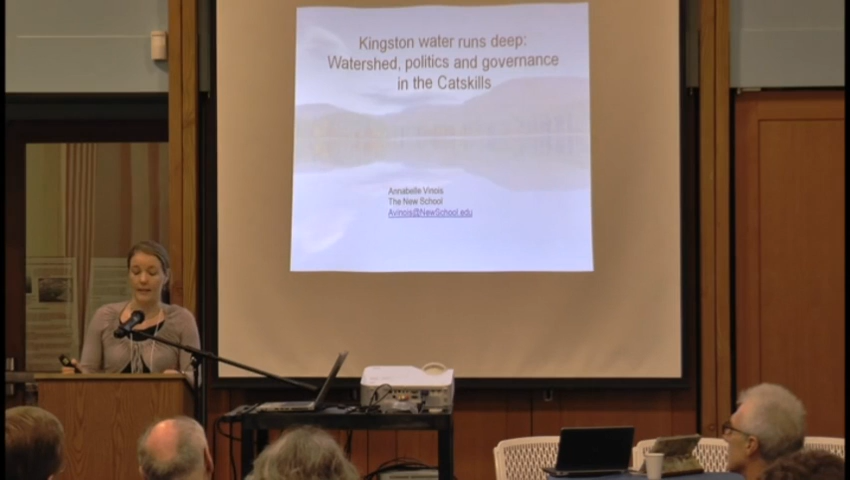 Kingston water runs deep:
Watershed, politics and governance
in the Catskills
Annabelle Vinois
The New School
Avinois@NewSchool.edu